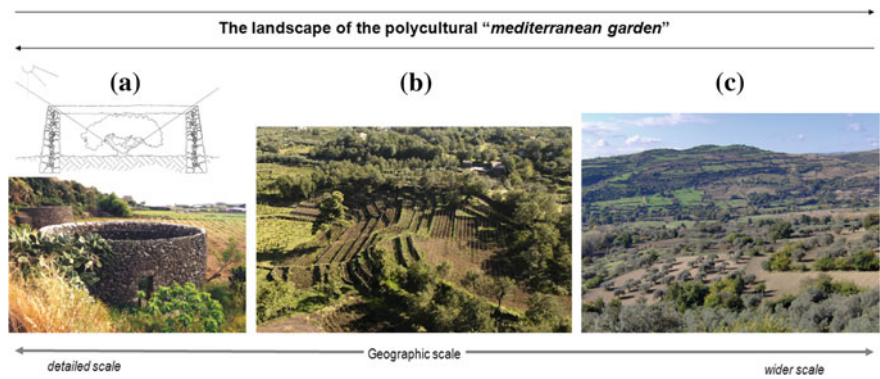 The landscape of the polycultural “mediterranean garden”
(a) (b) (c)
Geographic scale
detailed scale
wider scale